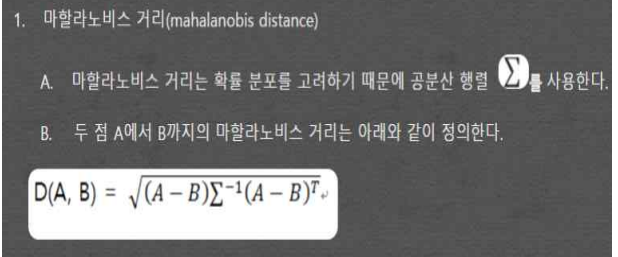 1. 마할라노비스 거리(mahalanobis distance)
A. 마할라노비스 거리는 확률 분포를 고려하기 때문에 공분산 행렬 ∑를 사용한다.
B. 두 점 A에서 B까지의 마할라노비스 거리는 아래와 같이 정의한다.
D(A, B) = √(A − B)∑⁻¹(A − B)ᵀ